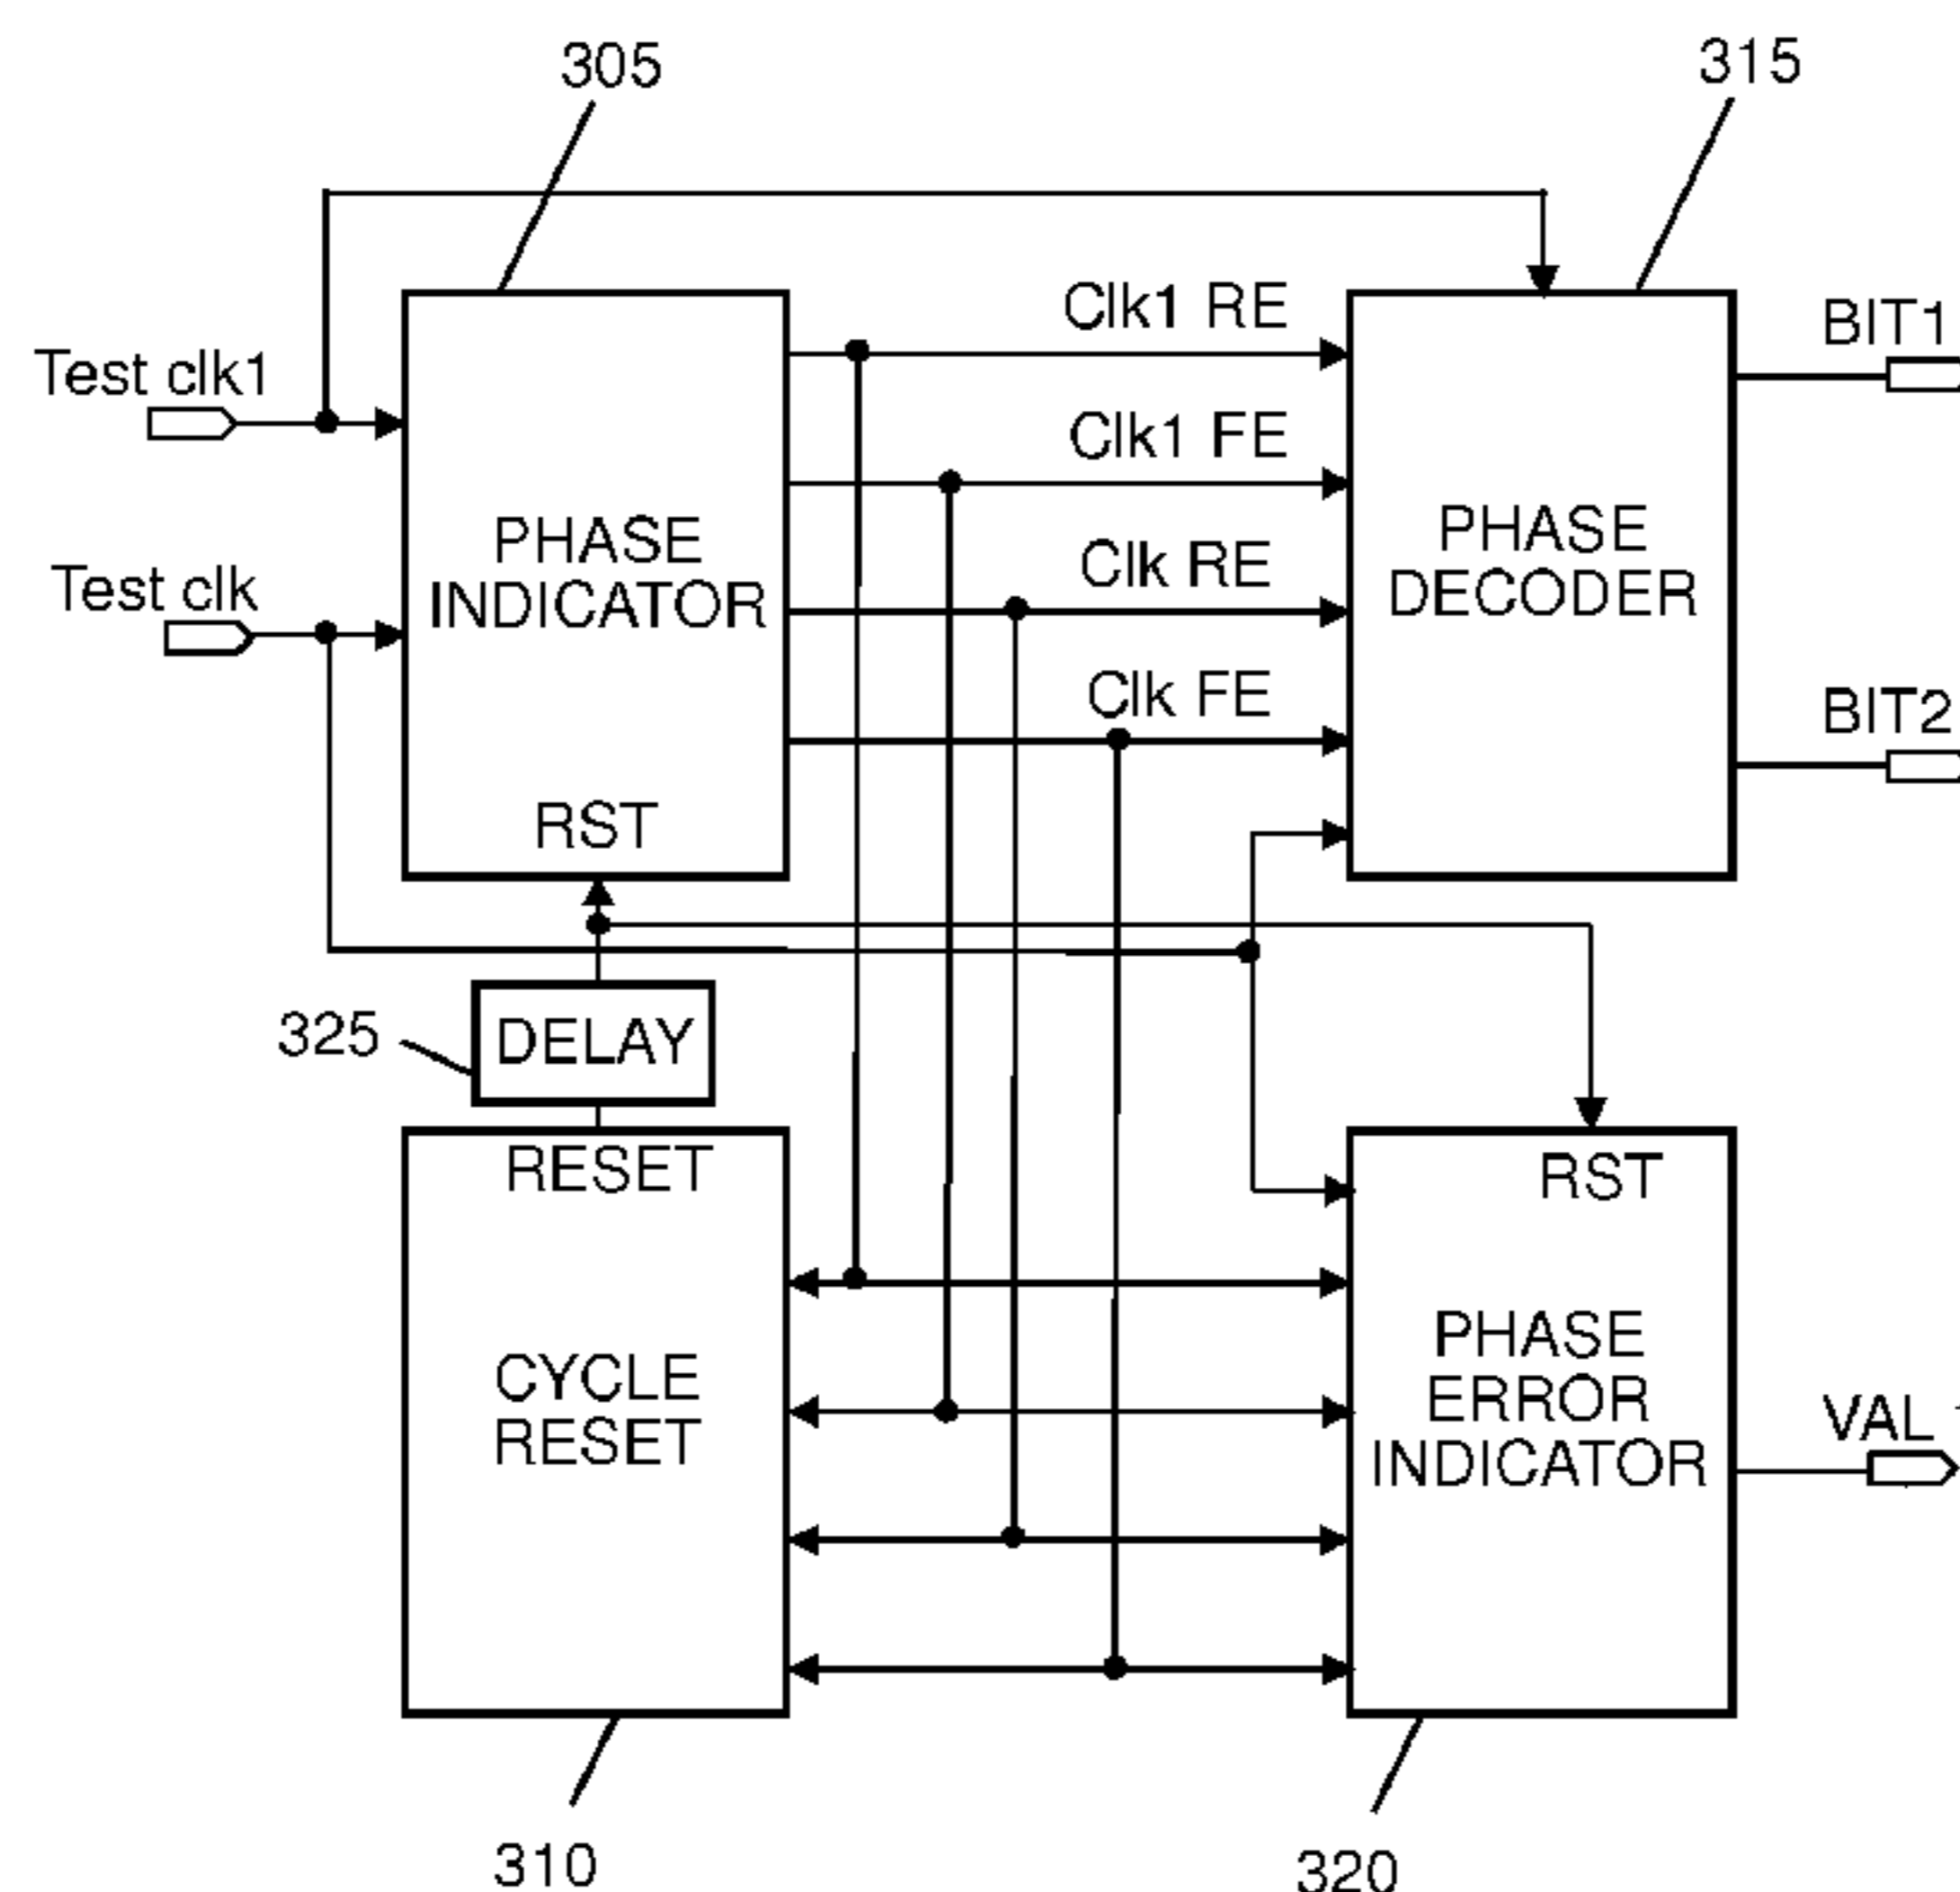 305
315
Test clk1
Clk1 RE
BIT1
Clk1 FE
PHASE
INDICATOR
PHASE
DECODER
Test clk
Clk RE
Clk FE
BIT2
RST
325
DELAY
RESET
RST
CYCLE
RESET
PHASE
ERROR
INDICATOR
VAL
310
320